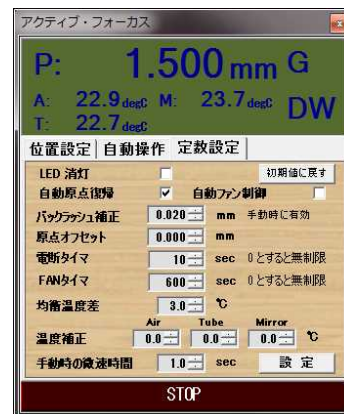 アクティブ・フォーカス
P: 1.500 mm G
A: 22.9 degC M: 23.7 degC DW
T: 22.7 degC
位置設定 自動操作 定数設定
LED 消灯 初期値に戻す
自動原点復帰 自動ファン制御
バックラッシュ補正 0.020 mm 手動時に有効
原点オフセット 0.000 mm
電断タイマ 10 sec 0とすると無制限
FANタイマ 600 sec 0とすると無制限
均衡温度差 3.0 ℃
Air Tube Mirror
温度補正 0.0 0.0 0.0 ℃
手動時の微速時間 1.0 sec 設 定
STOP